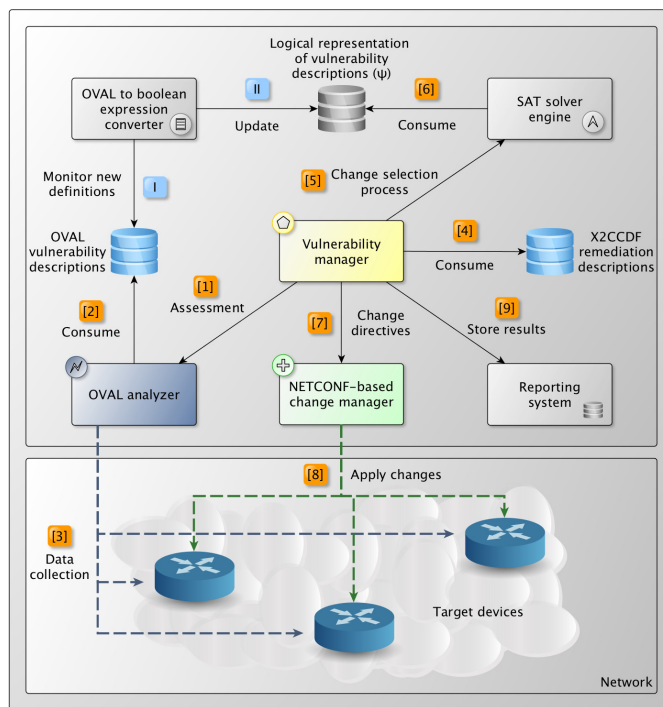 Logical representation
of vulnerability
descriptions (ψ)
OVAL to boolean
expression
converter
II
Update
[6]
Consume
SAT solver
engine
Monitor new
definitions
I
[5]
Change selection
process
OVAL
vulnerability
descriptions
Vulnerability
manager
[4]
Consume
X2CCDF
remediation
descriptions
[2]
Consume
[1]
Assessment
[7]
Change
directives
[9]
Store results
OVAL analyzer
NETCONF-based
change manager
Reporting
system
[8]
Apply changes
[3]
Data
collection
Target devices
Network